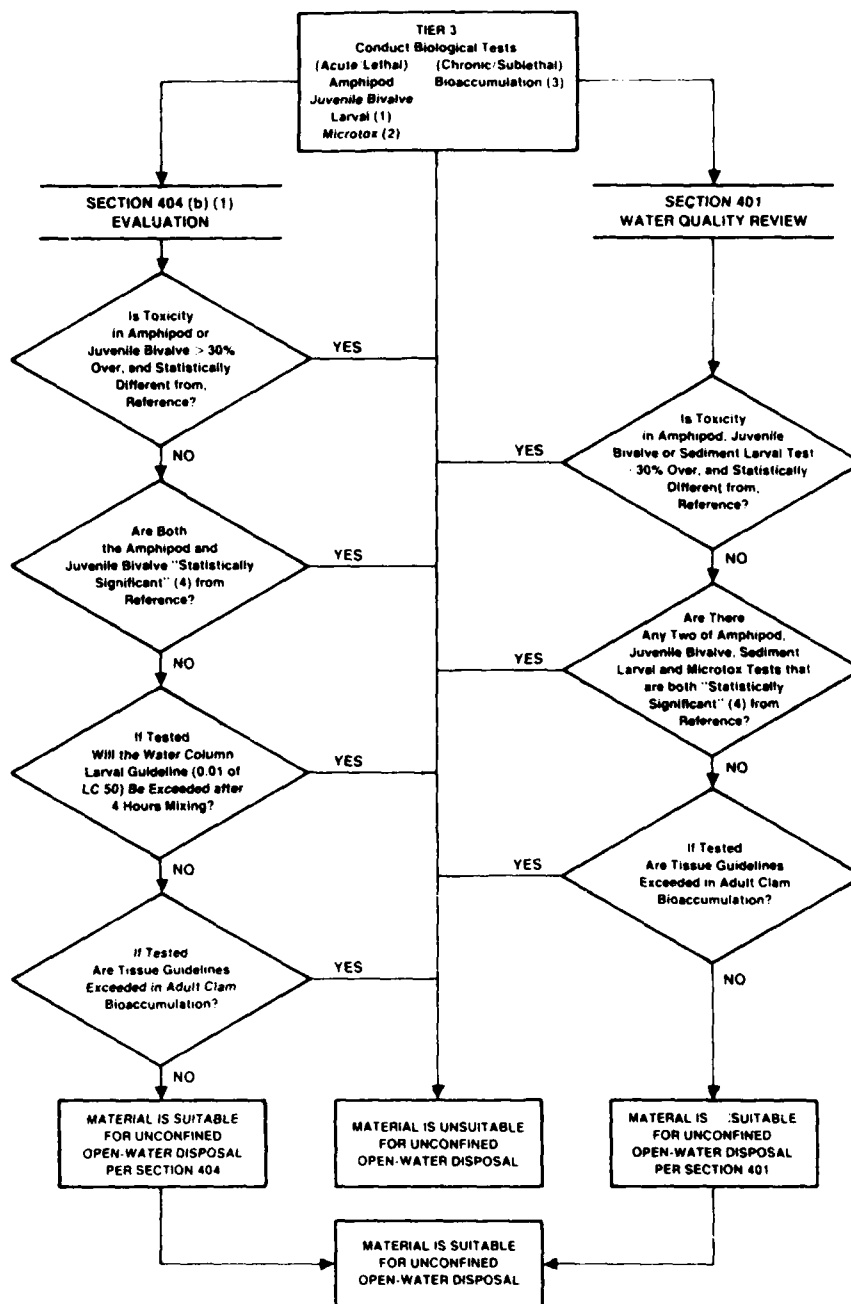 TIER 3
Conduct Biological Tests
(Acute/Lethal) (Chronic/Sublethal)
Amphipod Bioaccumulation (3)
Juvenile Bivalve
Larval (1)
Microtox (2)
SECTION 404 (b) (1)
EVALUATION
SECTION 401
WATER QUALITY REVIEW
Is Toxicity
in Amphipod or
Juvenile Bivalve > 30%
Over, and Statistically
Different from,
Reference?
YES
NO
Is Toxicity
in Amphipod, Juvenile
Bivalve or Sediment Larval Test
30% Over, and Statistically
Different from,
Reference?
YES
NO
Are Both
the Amphipod and
Juvenile Bivalve "Statistically
Significant" (4) from
Reference?
YES
NO
Are There
Any Two of Amphipod,
Juvenile Bivalve, Sediment
Larval and Microtox Tests that
are both "Statistically
Significant" (4) from
Reference?
YES
NO
If Tested
Will the Water Column
Larval Guideline (0.01 of
LC 50) Be Exceeded after
4 Hours Mixing?
YES
NO
If Tested
Are Tissue Guidelines
Exceeded in Adult Clam
Bioaccumulation?
YES
NO
If Tested
Are Tissue Guidelines
Exceeded in Adult Clam
Bioaccumulation?
YES
NO
MATERIAL IS SUITABLE
FOR UNCONFINED
OPEN-WATER DISPOSAL
PER SECTION 404
MATERIAL IS UNSUITABLE
FOR UNCONFINED
OPEN-WATER DISPOSAL
MATERAL IS SUITABLE
FOR UNCONFINED
OPEN-WATER DISPOSAL
PER SECTION 401
MATERIAL IS SUITABLE
FOR UNCONFINED
OPEN-WATER DISPOSAL